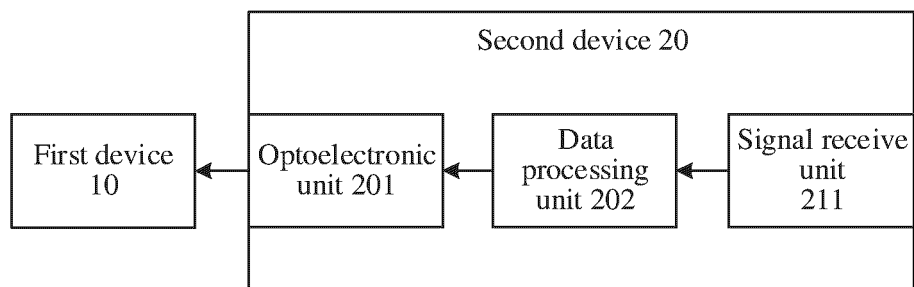 Second device 20
First device
10
Optoelectronic
unit 201
Data
processing
unit 202
Signal receive
unit
211